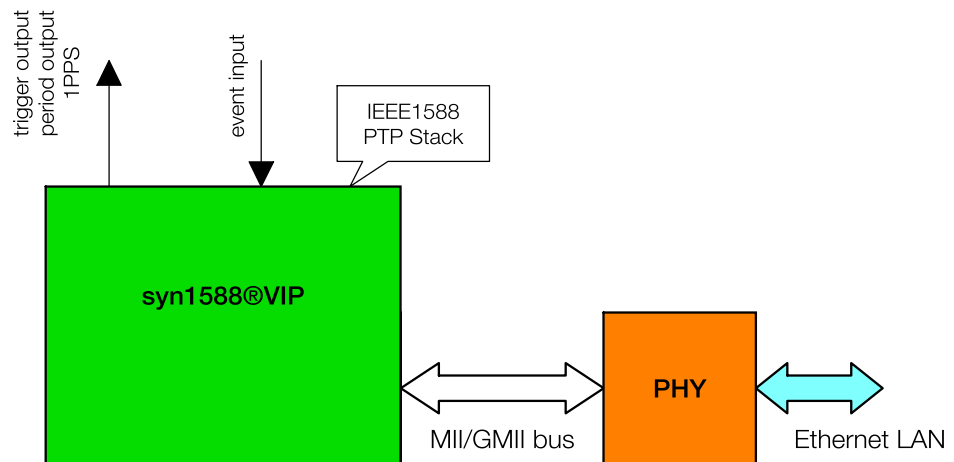 trigger output
period output
1PPS
event input
IEEE1588
PTP Stack
syn1588®VIP
PHY
MII/GMII bus
Ethernet LAN